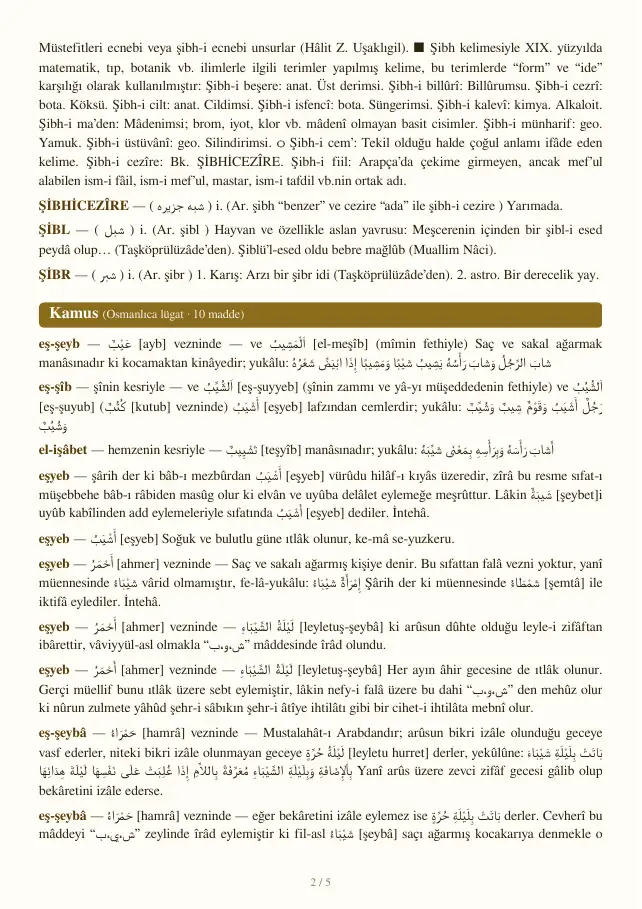 Müstefitleri ecnebi veya şibh-i ecnebi unsurlar (Hâlit Z. Uşaklıgil). ■ Şibh kelimesiyle XIX. yüzyılda
matematik, tıp, botanik vb. ilimlerle ilgili terimler yapılmış kelime, bu terimlerde “form” ve “ide”
karşılığı olarak kullanılmıştır: Şibh-i beşere: anat. Üst derimsi. Şibh-i billûrî: Billûrumsu. Şibh-i cezrî:
bota. Köksü. Şibh-i cilt: anat. Cildimsi. Şibh-i isfencî: bota. Süngerimsi. Şibh-i kalevî: kimya. Alkaloit.
Şibh-i ma’den: Mâdenimsi; brom, iyot, klor vb. mâdenî olmayan basit cisimler. Şibh-i münharif: geo.
Yamuk. Şibh-i üstüvânî: geo. Silindirimsi. ѻ Şibh-i cem’: Tekil olduğu halde çoğul anlamı ifâde eden
kelime. Şibh-i cezîre: Bk. ŞİBHİCEZÎRE. Şibh-i fiil: Arapça’da çekime girmeyen, ancak mef’ul
alabilen ism-i fâil, ism-i mef’ul, mastar, ism-i tafdil vb.nin ortak adı.
ŞİBHİCEZÎRE — ( شبه جزيره ) i. (Ar. şibh “benzer” ve cezire “ada” ile şibh-i cezire ) Yarımada.
ŞİBL — ( شبل ) i. (Ar. şibl ) Hayvan ve özellikle aslan yavrusu: Meşcerenin içinden bir şibl-i esed
peydâ olup… (Taşköprülüzâde’den). Şiblü’l-esed oldu bebre mağlûb (Muallim Nâci).
ŞİBR — ( شبر ) i. (Ar. şibr ) 1. Karış: Arzı bir şibr idi (Taşköprülüzâde’den). 2. astro. Bir derecelik yay.
Kamus (Osmanlıca lügat · 10 madde)
eş-şeyb — عَيْبٌ [ayb] vezninde — ve اَلْمَشِيبُ [el-meşîb] (mîmin fethiyle) Saç ve sakal ağarmak
manâsınadır ki kocamaktan kinâyedir; yukâlu: شابَ الرَّجُلُ وَشَابَ رَأْسُهُ يَشِيبُ شَيْبًا وَمَشِيبًا إِذَا ابْيَضَّ شَعْرُهُ
eş-şîb — şînin kesriyle — ve اَلشُّيَّبُ [eş-şuyyeb] (şînin zammı ve yâ-yı müşeddedenin fethiyle) ve اَلشُّيُبُ
[eş-şuyub] (كُتُبٌ [kutub] vezninde) أَشْيَبُ [eşyeb] lafzından cemlerdir; yukâlu: رَجُلٌ أَشْيَبُ وَقَوْمٌ شِيبٌ وَشُيَّبٌ
وَشُيُبٌ
el-işâbet — hemzenin kesriyle — تَشْيِيبٌ [teşyîb] manâsınadır; yukâlu: أَشَابَ رَأْسَهُ وَبِرَأْسِهِ بِمَعْنَى شَيَّبَهُ
eşyeb — şârih der ki bâb-ı mezbûrdan أَشْيَبُ [eşyeb] vürûdu hilâf-ı kıyâs üzeredir, zîrâ bu resme sıfat-ı
müşebbehe bâb-ı râbiden masûg olur ki elvân ve uyûba delâlet eylemeğe meşrûttur. Lâkin شَيبَةٌ [şeybet]i
uyûb kabîlinden add eylemeleriyle sıfatında أَشْيَبُ [eşyeb] dediler. İntehâ.
eşyeb — أَشْيَبُ [eşyeb] Soğuk ve bulutlu güne ıtlâk olunur, ke-mâ se-yuzkeru.
eşyeb — أَحْمَرُ [ahmer] vezninde — Saç ve sakalı ağarmış kişiye denir. Bu sıfattan falâ vezni yoktur, yanî
müennesinde شَيْبَاءُ vârid olmamıştır, fe-lâ-yukâlu: إِمْرَأَةٌ شَيْبَاءُ Şârih der ki müennesinde شَمْطَاءُ [şemtâ] ile
iktifâ eylediler. İntehâ.
eşyeb — أَحْمَرُ [ahmer] vezninde — لَيْلَةُ الشَّيْبَاءِ [leyletuş-şeybâ] ki arûsun dûhte olduğu leyle-i zifâftan
ibârettir, vâviyyül-asl olmakla “ش،و،ب” mâddesinde îrâd olundu.
eşyeb — أَحْمَرُ [ahmer] vezninde — لَيْلَةُ الشَّيْبَاءِ [leyletuş-şeybâ] Her ayın âhir gecesine de ıtlâk olunur.
Gerçi müellif bunu ıtlâk üzere sebt eylemiştir, lâkin nefy-i falâ üzere bu dahi “ش،و،ب” den mehûz olur
ki nûrun zulmete yâhûd şehr-i sâbıkın şehr-i âtîye ihtilâtı gibi bir cihet-i ihtilâta mebnî olur.
eş-şeybâ — حَمْرَاءُ [hamrâ] vezninde — Mustalahât-ı Arabdandır; arûsun bikri izâle olunduğu geceye
vasf ederler, niteki bikri izâle olunmayan geceye لَيْلَةُ حُرَّةٍ [leyletu hurret] derler, yekûlûne: بَاتَتْ بِلَيْلَةِ شَيْبَاءَ
بِالْإِضَافَةِ وَبِلَيْلَةِ الشَّيْبَاءِ مُعَرَّفَةً بِاللاَّمِ إِذَا غُلِبَتْ عَلَى نَفْسِهَا لَيْلَةَ هِدَائِهَا Yanî arûs üzere zevci zifâf gecesi gâlib olup
bekâretini izâle ederse.
eş-şeybâ — حَمْرَاءُ [hamrâ] vezninde — eğer bekâretini izâle eylemez ise بَاتَتْ بِلَيْلَةِ حُرَّةٍ derler. Cevherî bu
mâddeyi “ش،ي،ب” zeylinde îrâd eylemiştir ki fil-asl شَيْبَاءُ [şeybâ] saçı ağarmış kocakarıya denmekle o
2 / 5